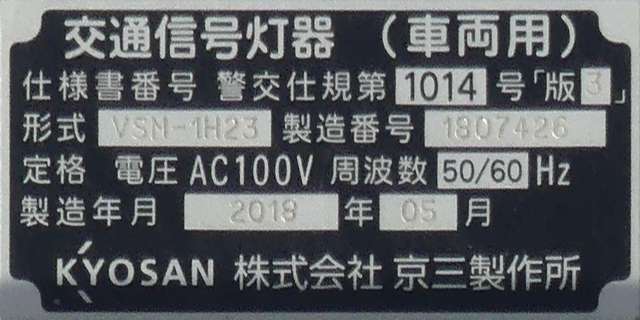 交通信号灯器（車両用）
仕様書番号 警交仕規第 1014 号「版3」
形式 VSM-1H23 製造番号 1807426
定格 電圧 AC100V 周波数 50/60 Hz
製造年月 2018 年 05 月
KYOSAN 株式会社 京三製作所